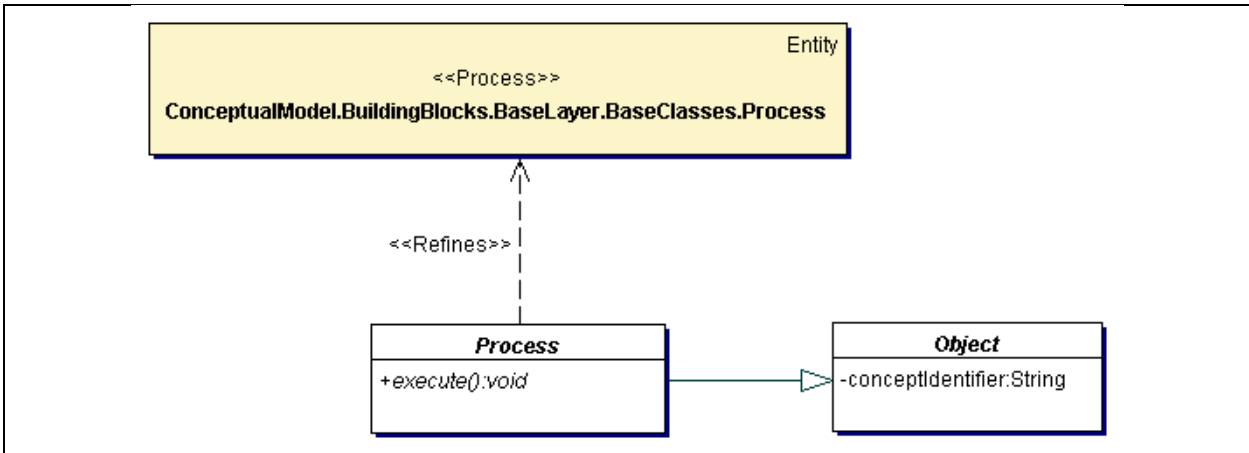 Entity
<<Process>>
ConceptualModel.BuildingBlocks.BaseLayer.BaseClasses.Process
<<Refines>>
Process
+execute():void
Object
-conceptIdentifier:String